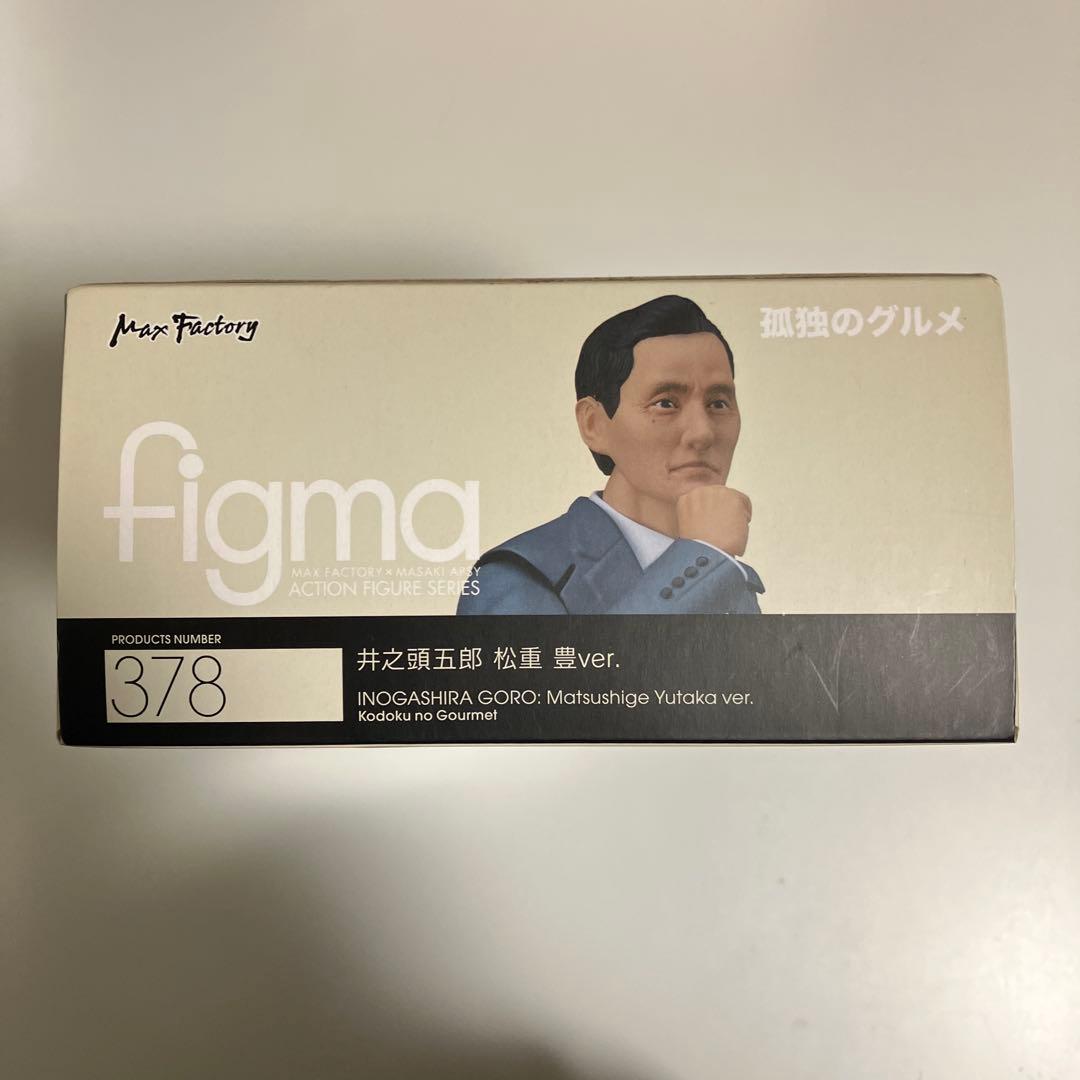 Max Factory
孤独のグルメ
figma
MAX FACTORY × MASAKI APSY
ACTION FIGURE SERIES
PRODUCTS NUMBER
378
井之頭五郎 松重 豊ver.
INOGASHIRA GORO: Matsushige Yutaka ver.
Kodoku no Gourmet